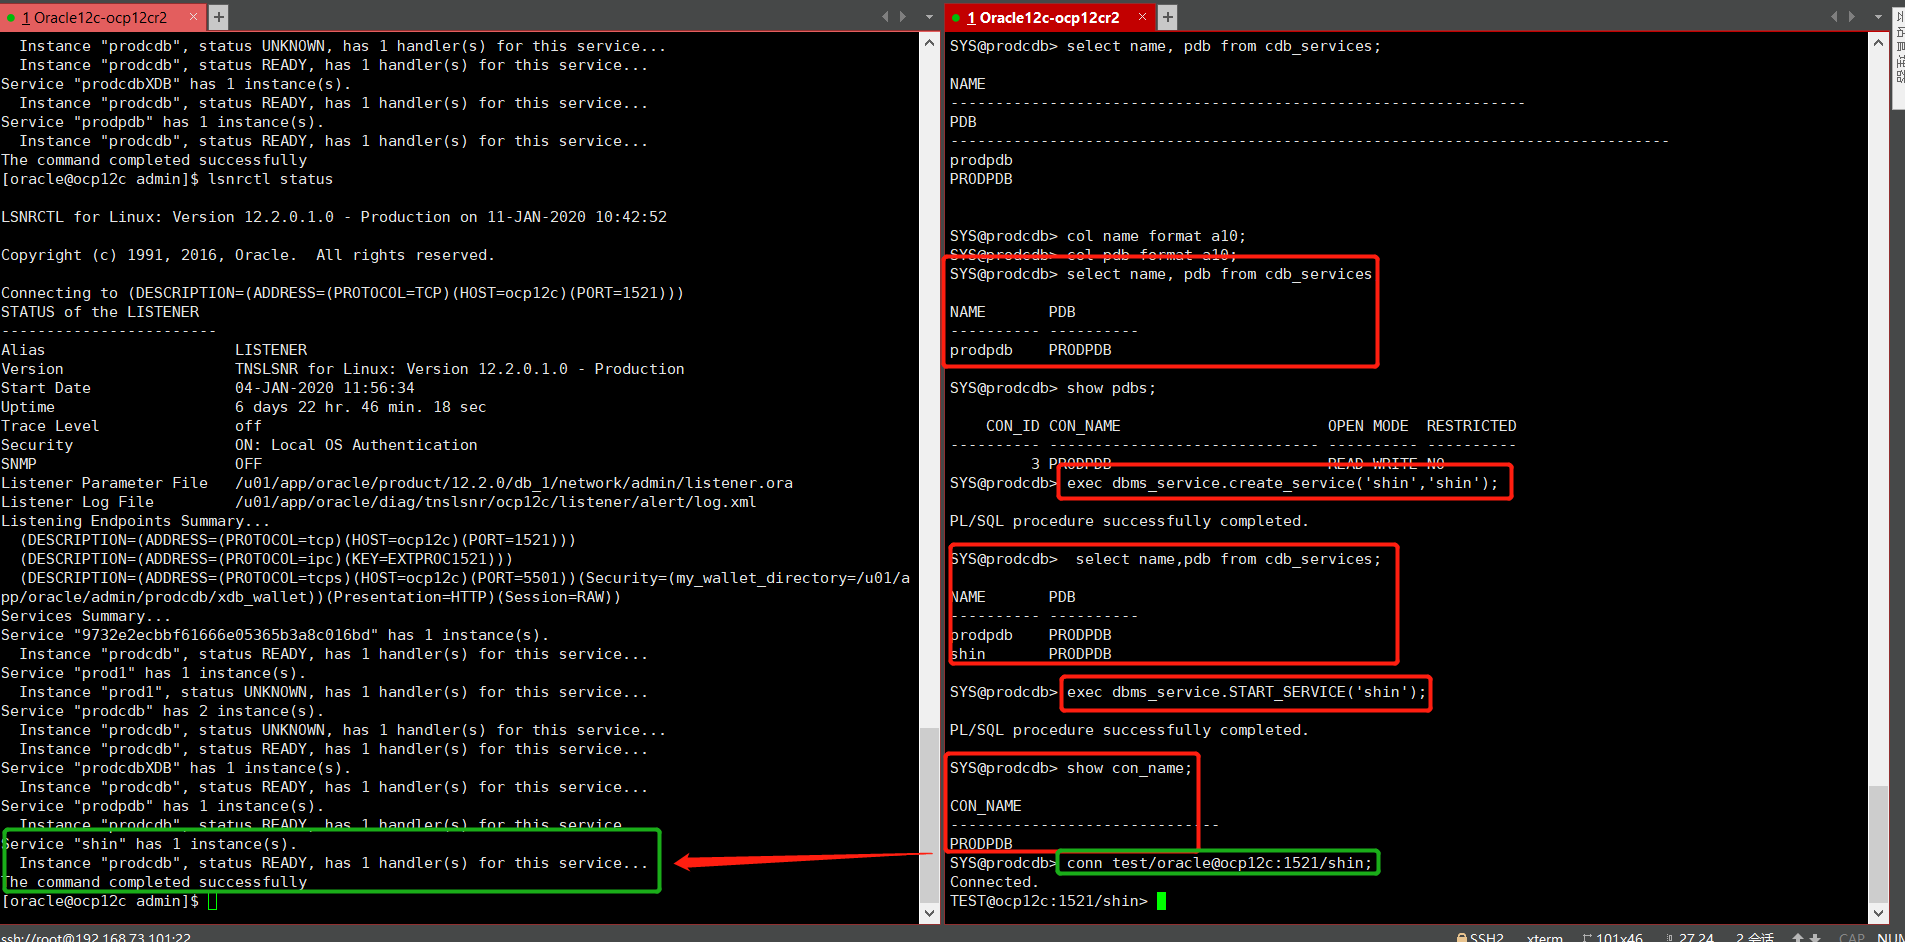 1 Oracle12c-ocp12cr2 × +
Instance "prodcdb", status UNKNOWN, has 1 handler(s) for this service...
Instance "prodcdb", status READY, has 1 handler(s) for this service...
Service "prodcdbXDB" has 1 instance(s).
Instance "prodcdb", status READY, has 1 handler(s) for this service...
Service "prodpdb" has 1 instance(s).
Instance "prodcdb", status READY, has 1 handler(s) for this service...
The command completed successfully
[oracle@ocp12c admin]$ lsnrctl status
LSNRCTL for Linux: Version 12.2.0.1.0 - Production on 11-JAN-2020 10:42:52
Copyright (c) 1991, 2016, Oracle.  All rights reserved.
Connecting to (DESCRIPTION=(ADDRESS=(PROTOCOL=TCP)(HOST=ocp12c)(PORT=1521)))
STATUS of the LISTENER
------------------------
Alias                     LISTENER
Version                   TNSLSNR for Linux: Version 12.2.0.1.0 - Production
Start Date                04-JAN-2020 11:56:34
Uptime                    6 days 22 hr. 46 min. 18 sec
Trace Level               off
Security                  ON: Local OS Authentication
SNMP                      OFF
Listener Parameter File   /u01/app/oracle/product/12.2.0/db_1/network/admin/listener.ora
Listener Log File         /u01/app/oracle/diag/tnslsnr/ocp12c/listener/alert/log.xml
Listening Endpoints Summary...
(DESCRIPTION=(ADDRESS=(PROTOCOL=tcp)(HOST=ocp12c)(PORT=1521)))
(DESCRIPTION=(ADDRESS=(PROTOCOL=ipc)(KEY=EXTPROC1521)))
(DESCRIPTION=(ADDRESS=(PROTOCOL=tcps)(HOST=ocp12c)(PORT=5501))(Security=(my_wallet_directory=/u01/a
pp/oracle/admin/prodcdb/xdb_wallet))(Presentation=HTTP)(Session=RAW))
Services Summary...
Service "9732e2ecbbf61666e05365b3a8c016bd" has 1 instance(s).
Instance "prodcdb", status READY, has 1 handler(s) for this service...
Service "prod1" has 1 instance(s).
Instance "prod1", status UNKNOWN, has 1 handler(s) for this service...
Service "prodcdb" has 2 instance(s).
Instance "prodcdb", status UNKNOWN, has 1 handler(s) for this service...
Instance "prodcdb", status READY, has 1 handler(s) for this service...
Service "prodcdbXDB" has 1 instance(s).
Instance "prodcdb", status READY, has 1 handler(s) for this service...
Service "prodpdb" has 1 instance(s).
Instance "prodcdb", status READY, has 1 handler(s) for this service
Service "shin" has 1 instance(s).
Instance "prodcdb", status READY, has 1 handler(s) for this service...
The command completed successfully
[oracle@ocp12c admin]$
1 Oracle12c-ocp12cr2 × +
SYS@prodcdb> select name, pdb from cdb_services;
NAME
----------------------------------------------------------------
PDB
--------------------------------------------------------------------------------
prodpdb
PRODPDB
SYS@prodcdb> col name format a10;
SYS@prodcdb> col pdb format a10;
SYS@prodcdb> select name, pdb from cdb_services
NAME       PDB
---------- ----------
prodpdb    PRODPDB
SYS@prodcdb> show pdbs;
CON_ID CON_NAME                       OPEN MODE  RESTRICTED
---------- ------------------------------ ---------- ----------
3 PRODPDB                        READ WRITE NO
SYS@prodcdb> exec dbms_service.create_service('shin','shin');
PL/SQL procedure successfully completed.
SYS@prodcdb>  select name,pdb from cdb_services;
NAME       PDB
---------- ----------
prodpdb    PRODPDB
shin       PRODPDB
SYS@prodcdb> exec dbms_service.START_SERVICE('shin');
PL/SQL procedure successfully completed.
SYS@prodcdb> show con_name;
CON_NAME
------------------------------
PRODPDB
SYS@prodcdb> conn test/oracle@ocp12c:1521/shin;
Connected.
TEST@ocp12c:1521/shin>
ssh://root@192.168.73.101:22
SSH2 xterm 101x46 27,24 2 会话 CAP NUM